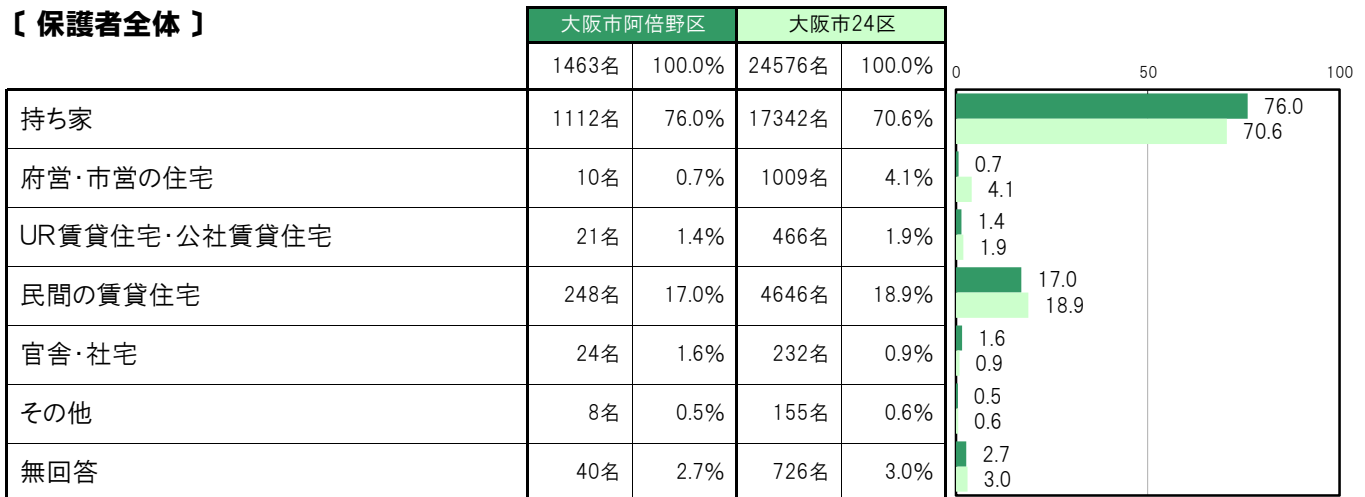 〔 保護者全体 〕
大阪市阿倍野区 大阪市24区
1463名 100.0% 24576名 100.0%
0 50 100
持ち家 1112名 76.0% 17342名 70.6% 76.0
70.6
府営・市営の住宅 10名 0.7% 1009名 4.1% 0.7
4.1
UR賃貸住宅・公社賃貸住宅 21名 1.4% 466名 1.9% 1.4
1.9
民間の賃貸住宅 248名 17.0% 4646名 18.9% 17.0
18.9
官舎・社宅 24名 1.6% 232名 0.9% 1.6
0.9
その他 8名 0.5% 155名 0.6% 0.5
0.6
無回答 40名 2.7% 726名 3.0% 2.7
3.0